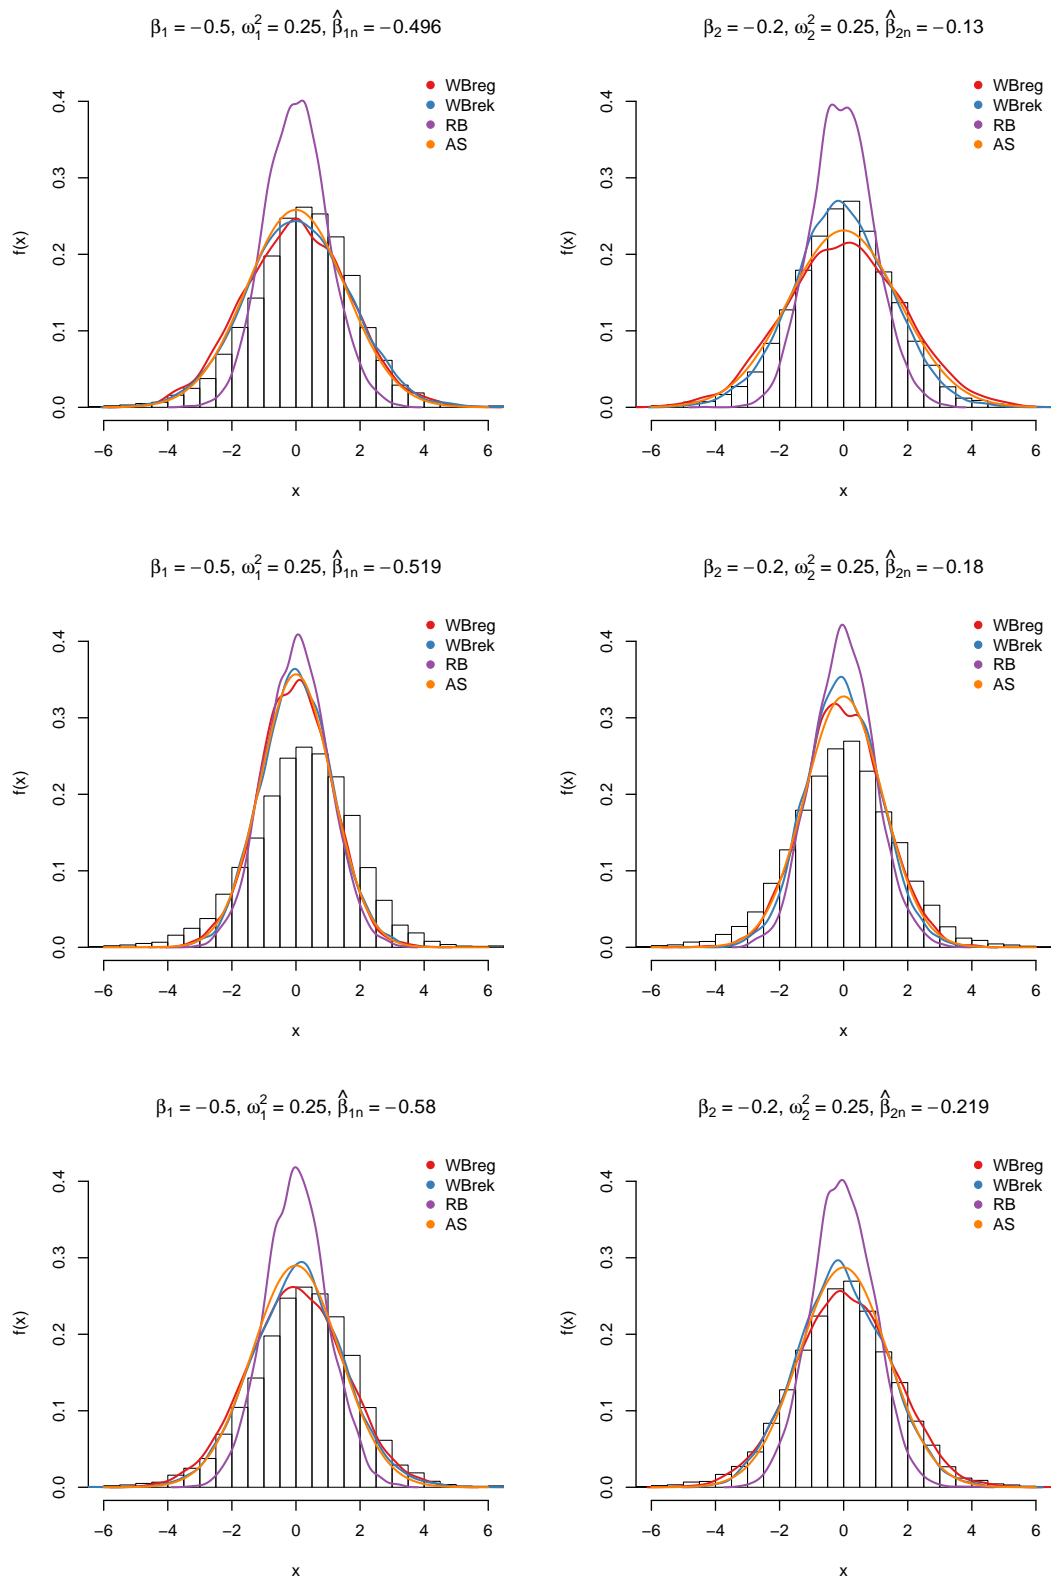 β₁ = −0.5, ω₁² = 0.25, β̂₁ₙ = −0.496
WBreg
WBrek
RB
AS
f(x)
0.0 0.1 0.2 0.3 0.4
−6 −4 −2 0 2 4 6
x
β₂ = −0.2, ω₂² = 0.25, β̂₂ₙ = −0.13
WBreg
WBrek
RB
AS
f(x)
0.0 0.1 0.2 0.3 0.4
−6 −4 −2 0 2 4 6
x
β₁ = −0.5, ω₁² = 0.25, β̂₁ₙ = −0.519
WBreg
WBrek
RB
AS
f(x)
0.0 0.1 0.2 0.3 0.4
−6 −4 −2 0 2 4 6
x
β₂ = −0.2, ω₂² = 0.25, β̂₂ₙ = −0.18
WBreg
WBrek
RB
AS
f(x)
0.0 0.1 0.2 0.3 0.4
−6 −4 −2 0 2 4 6
x
β₁ = −0.5, ω₁² = 0.25, β̂₁ₙ = −0.58
WBreg
WBrek
RB
AS
f(x)
0.0 0.1 0.2 0.3 0.4
−6 −4 −2 0 2 4 6
x
β₂ = −0.2, ω₂² = 0.25, β̂₂ₙ = −0.219
WBreg
WBrek
RB
AS
f(x)
0.0 0.1 0.2 0.3 0.4
−6 −4 −2 0 2 4 6
x